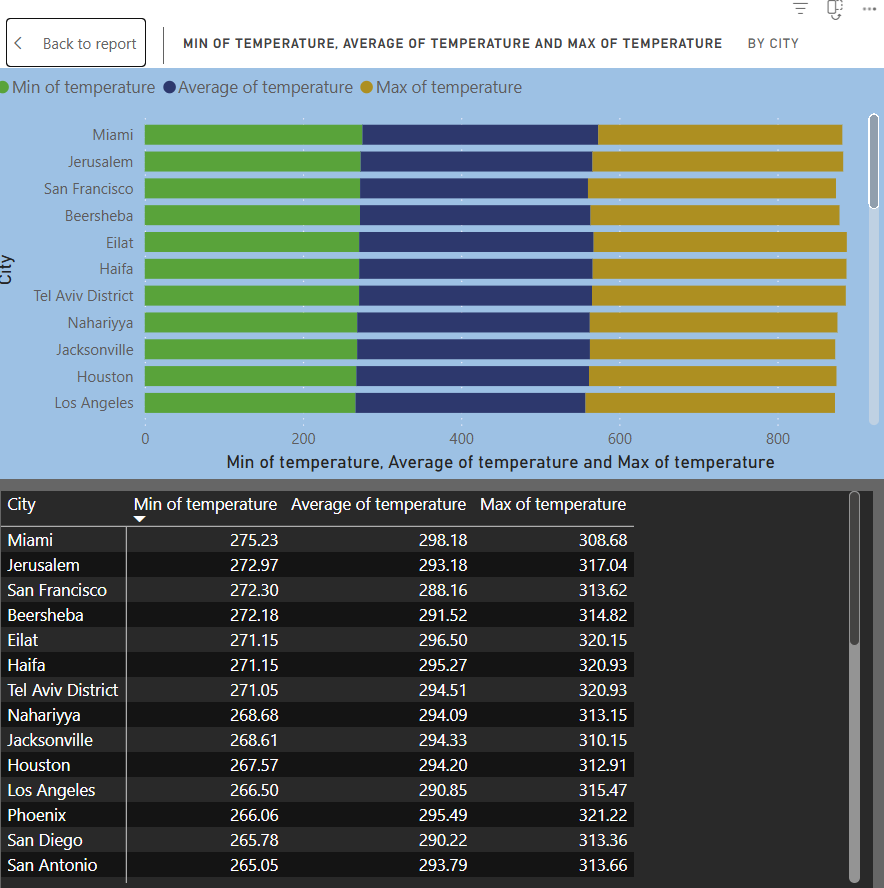 Back to report
MIN OF TEMPERATURE, AVERAGE OF TEMPERATURE AND MAX OF TEMPERATURE BY CITY
Min of temperature Average of temperature Max of temperature
City
Miami
Jerusalem
San Francisco
Beersheba
Eilat
Haifa
Tel Aviv District
Nahariyya
Jacksonville
Houston
Los Angeles
0 200 400 600 800
Min of temperature, Average of temperature and Max of temperature
City Min of temperature Average of temperature Max of temperature
Miami 275.23 298.18 308.68
Jerusalem 272.97 293.18 317.04
San Francisco 272.30 288.16 313.62
Beersheba 272.18 291.52 314.82
Eilat 271.15 296.50 320.15
Haifa 271.15 295.27 320.93
Tel Aviv District 271.05 294.51 320.93
Nahariyya 268.68 294.09 313.15
Jacksonville 268.61 294.33 310.15
Houston 267.57 294.20 312.91
Los Angeles 266.50 290.85 315.47
Phoenix 266.06 295.49 321.22
San Diego 265.78 290.22 313.36
San Antonio 265.05 293.79 313.66